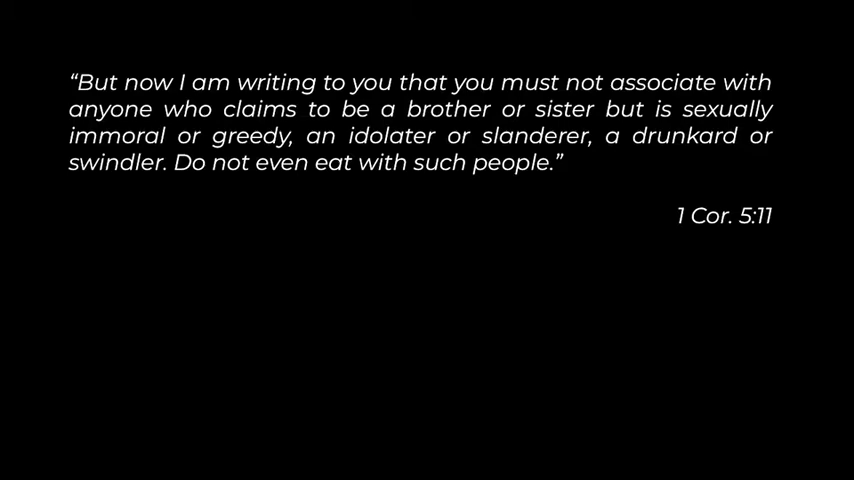 “But now I am writing to you that you must not associate with
anyone who claims to be a brother or sister but is sexually
immoral or greedy, an idolater or slanderer, a drunkard or
swindler. Do not even eat with such people.”
1 Cor. 5:11